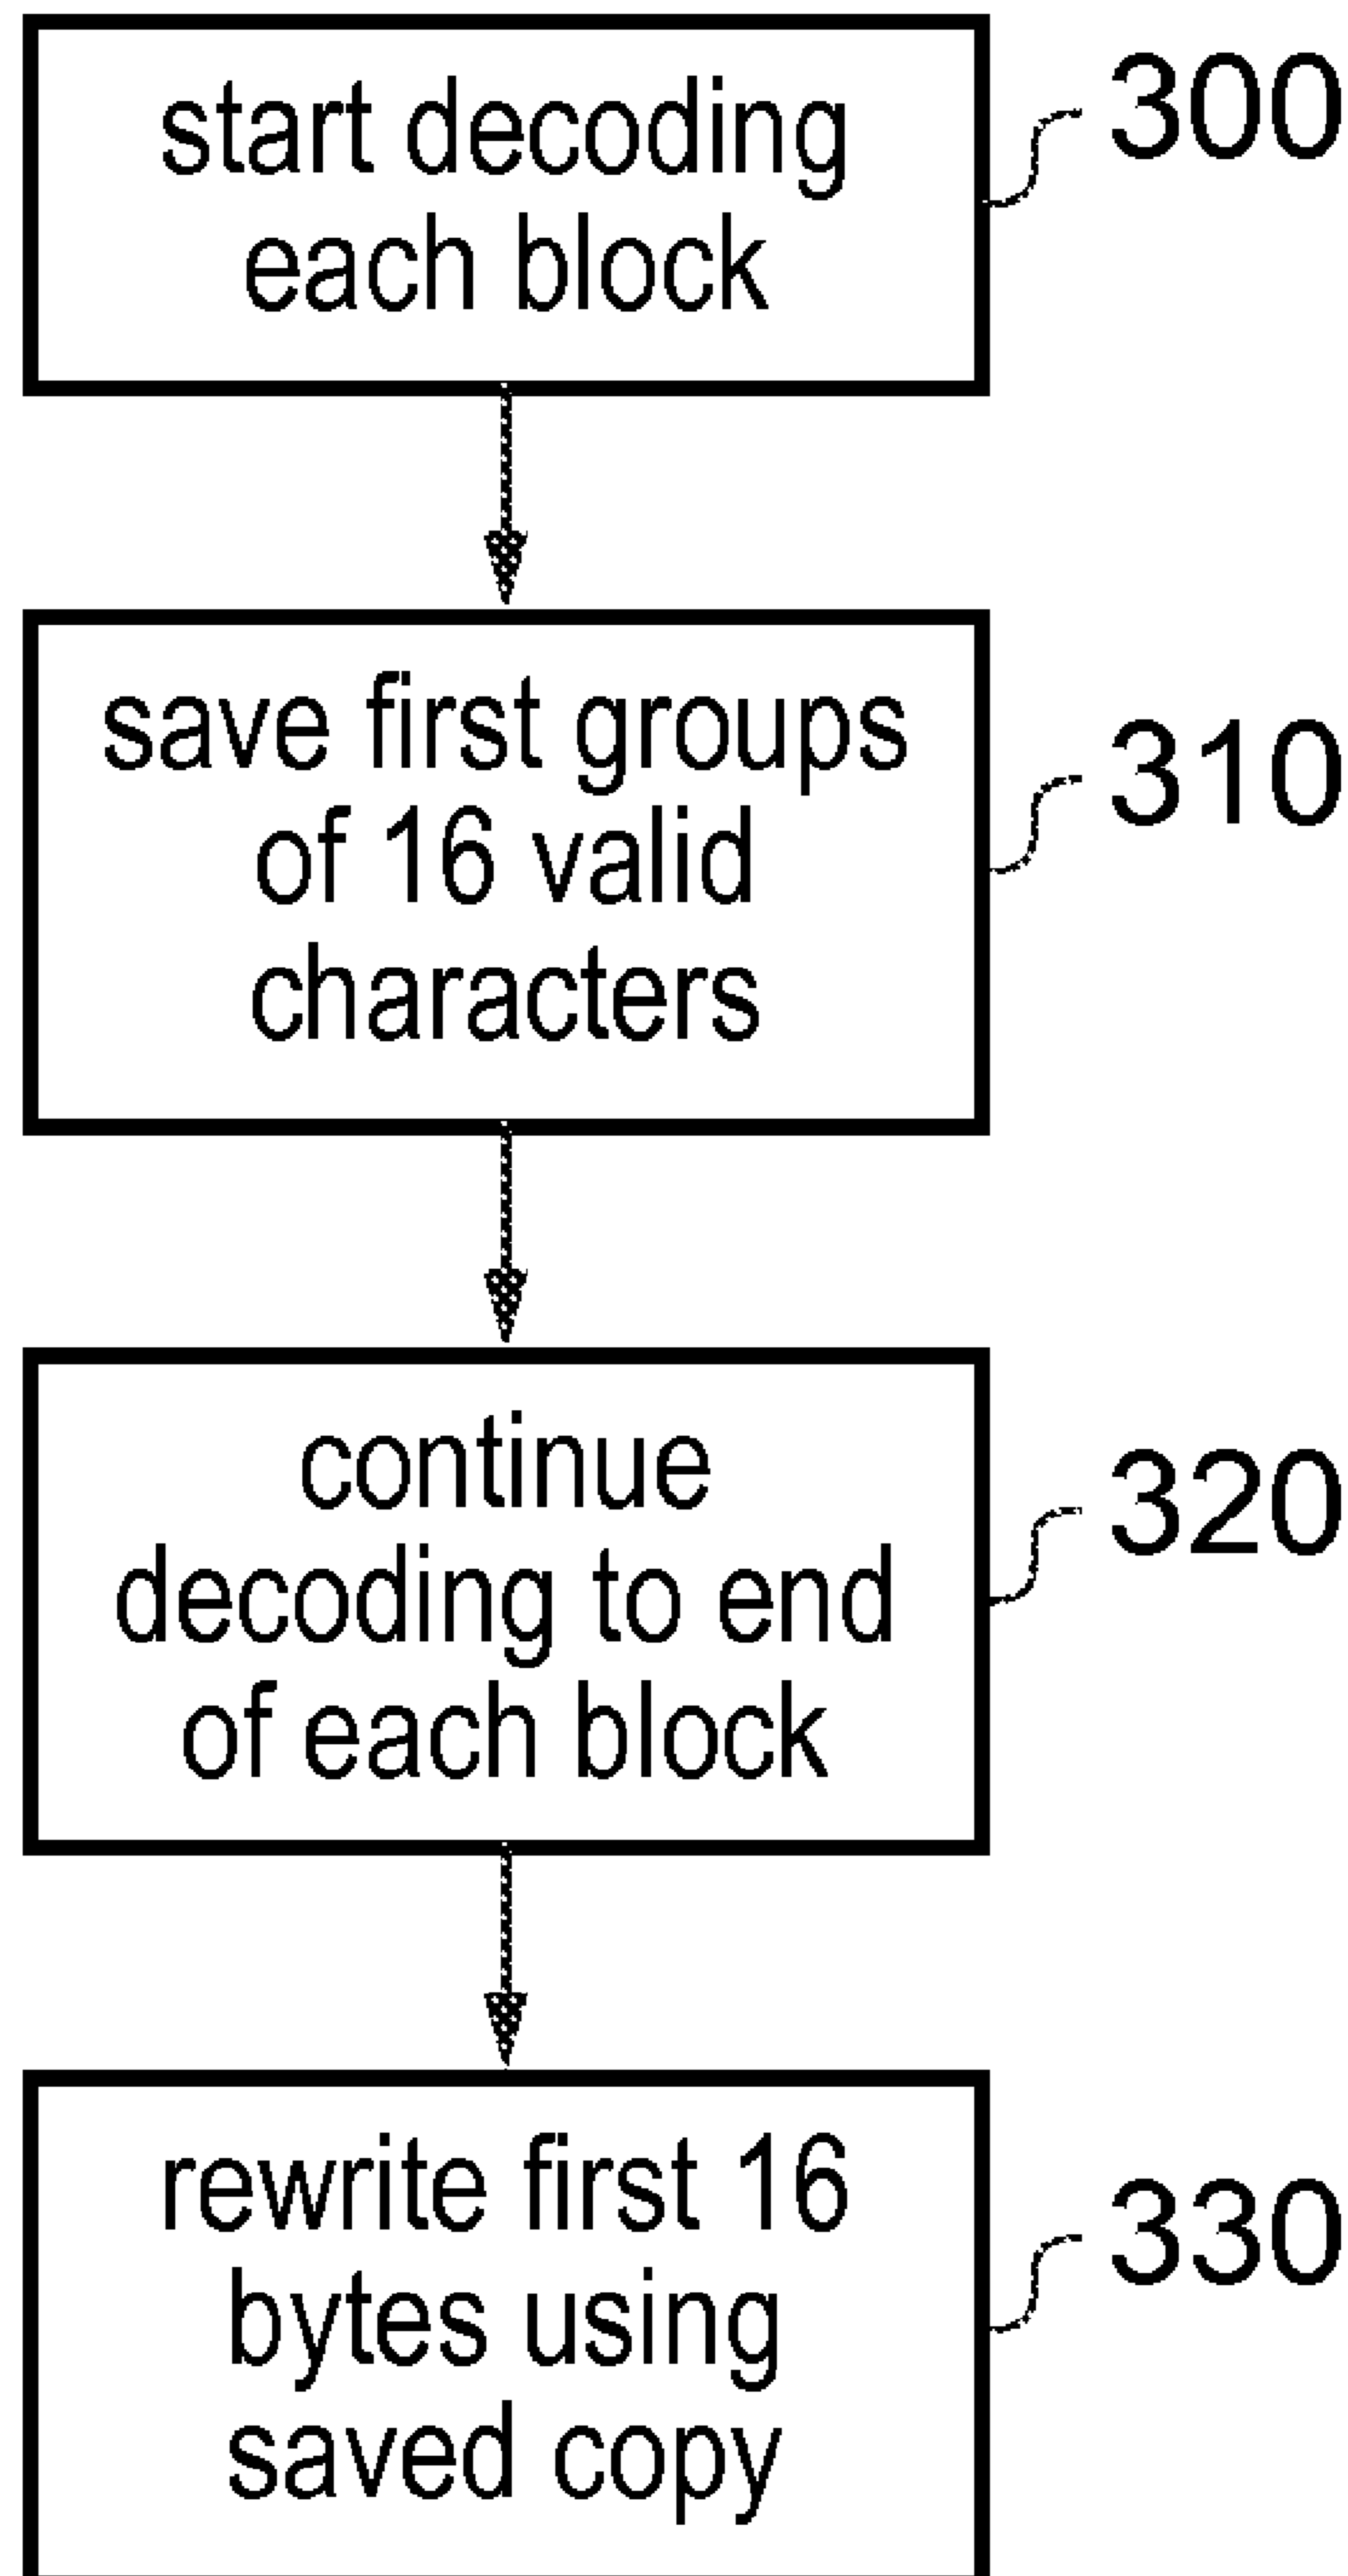 start decoding
each block
300
save first groups
of 16 valid
characters
310
continue
decoding to end
of each block
320
rewrite first 16
bytes using
saved copy
330